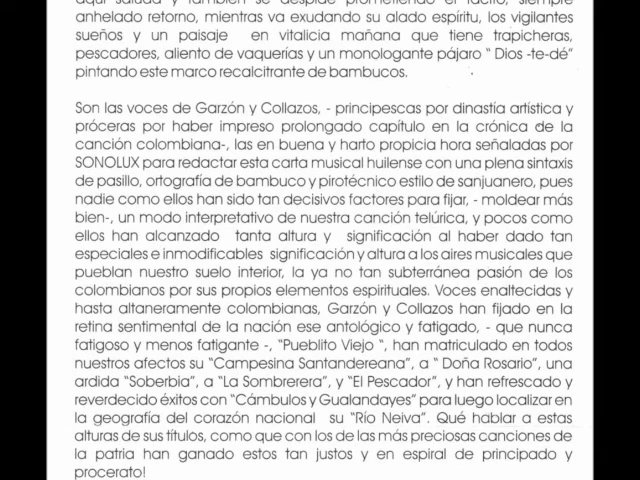 aquí saluda y también se despide prometiendo el tácito, siempre
anhelado retorno, mientras va exudando su alado espíritu, los vigilantes
sueños y un paisaje en vitalicia mañana que tiene trapicheras,
pescadores, aliento de vaquerías y un monologante pájaro “ Dios -te-dé”
pintando este marco recalcitrante de bambucos.
Son las voces de Garzón y Collazos, - principescas por dinastía artística y
próceras por haber impreso prolongado capítulo en la crónica de la
canción colombiana-, las en buena y harto propicia hora señaladas por
SONOLUX para redactar esta carta musical huilense con una plena sintaxis
de pasillo, ortografía de bambuco y pirotécnico estilo de sanjuanero, pues
nadie como ellos han sido tan decisivos factores para fijar, - moldear más
bien-, un modo interpretativo de nuestra canción telúrica, y pocos como
ellos han alcanzado tanta altura y significación al haber dado tan
especiales e inmodificables significación y altura a los aires musicales que
pueblan nuestro suelo interior, la ya no tan subterránea pasión de los
colombianos por sus propios elementos espirituales. Voces enaltecidas y
hasta altaneramente colombianas, Garzón y Collazos han fijado en la
retina sentimental de la nación ese antológico y fatigado, - que nunca
fatigoso y menos fatigante -, “Pueblito Viejo “, han matriculado en todos
nuestros afectos su “Campesina Santandereana”, a “ Doña Rosario”, una
ardida “Soberbia”, a “La Sombrerera”, y “El Pescador”, y han refrescado y
reverdecido éxitos con “Cámbulos y Gualandayes” para luego localizar en
la geografía del corazón nacional su “Río Neiva”. Qué hablar a estas
alturas de sus títulos, como que con los de las más preciosas canciones de
la patria han ganado estos tan justos y en espiral de principado y
procerato!